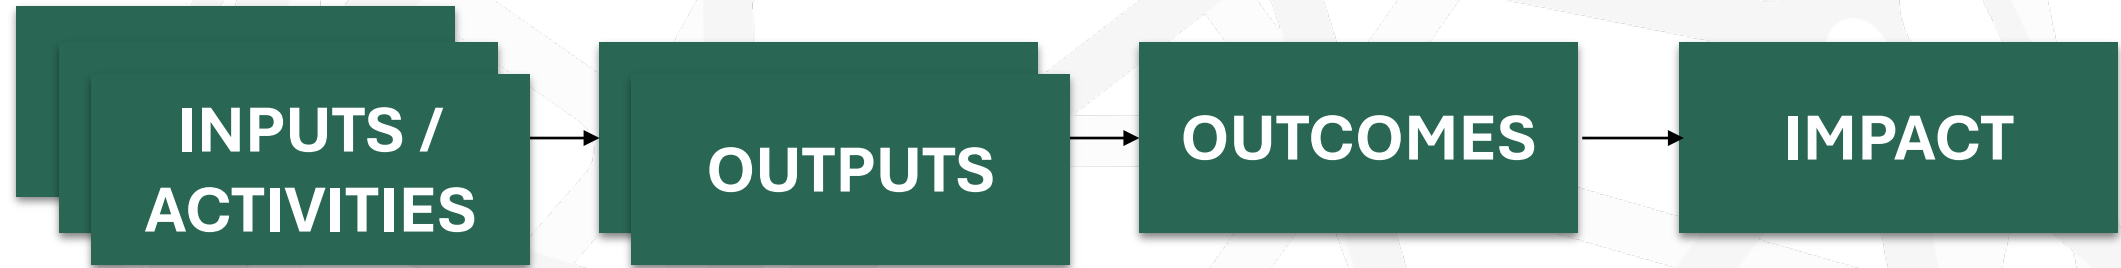 INPUTS /
ACTIVITIES
OUTPUTS
OUTCOMES
IMPACT